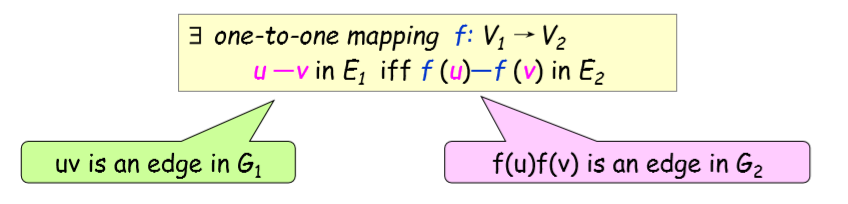 ∃ one-to-one mapping f: V₁ → V₂
u—v in E₁ iff f (u)—f (v) in E₂
uv is an edge in G₁
f(u)f(v) is an edge in G₂